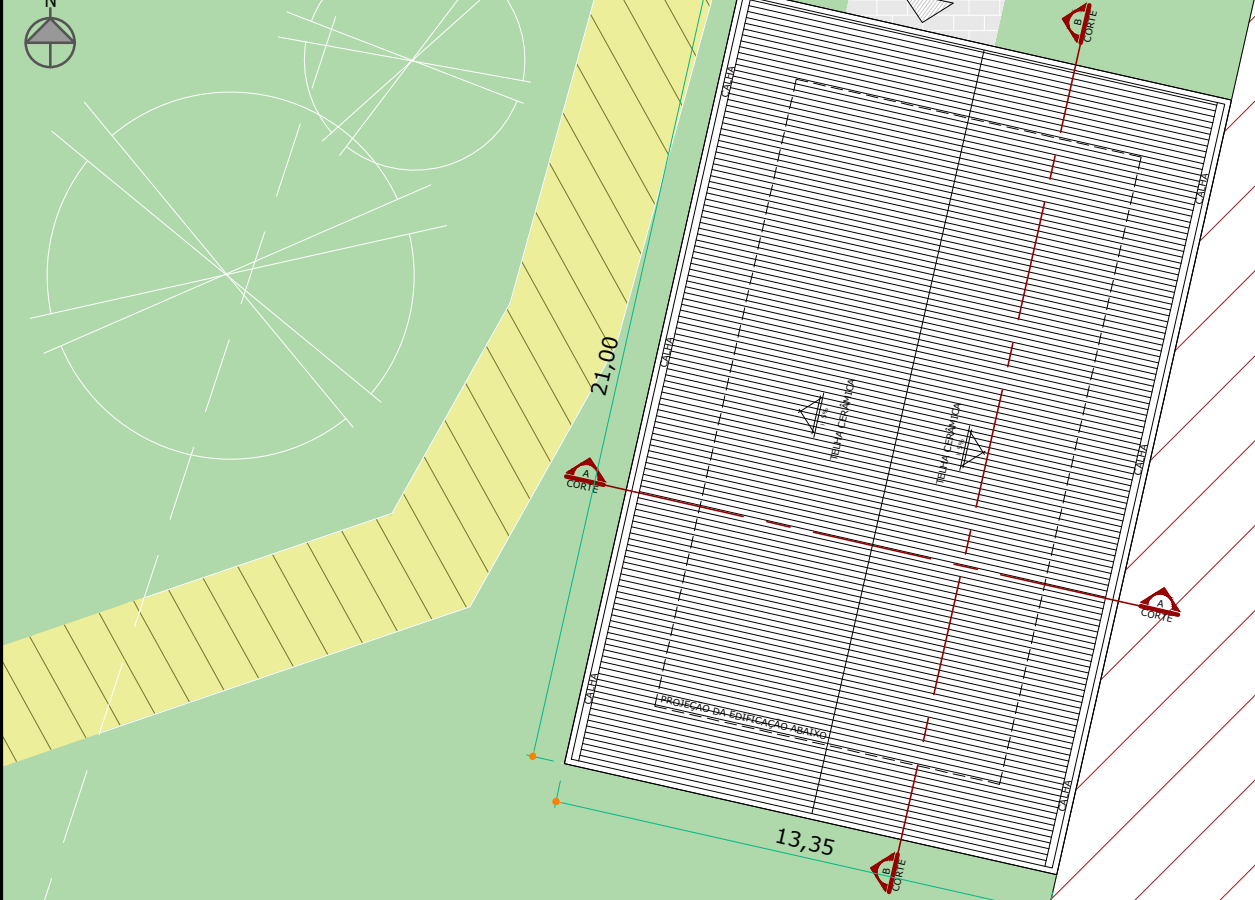 N
B
CORTE
CALHA
CALHA
21,00
CALHA
TELHA CERÂMICA
TELHA CERÂMICA
CALHA
A
CORTE
A
CORTE
CALHA
PROJEÇÃO DA EDIFICAÇÃO ABAIXO
CALHA
13,35
B
CORTE